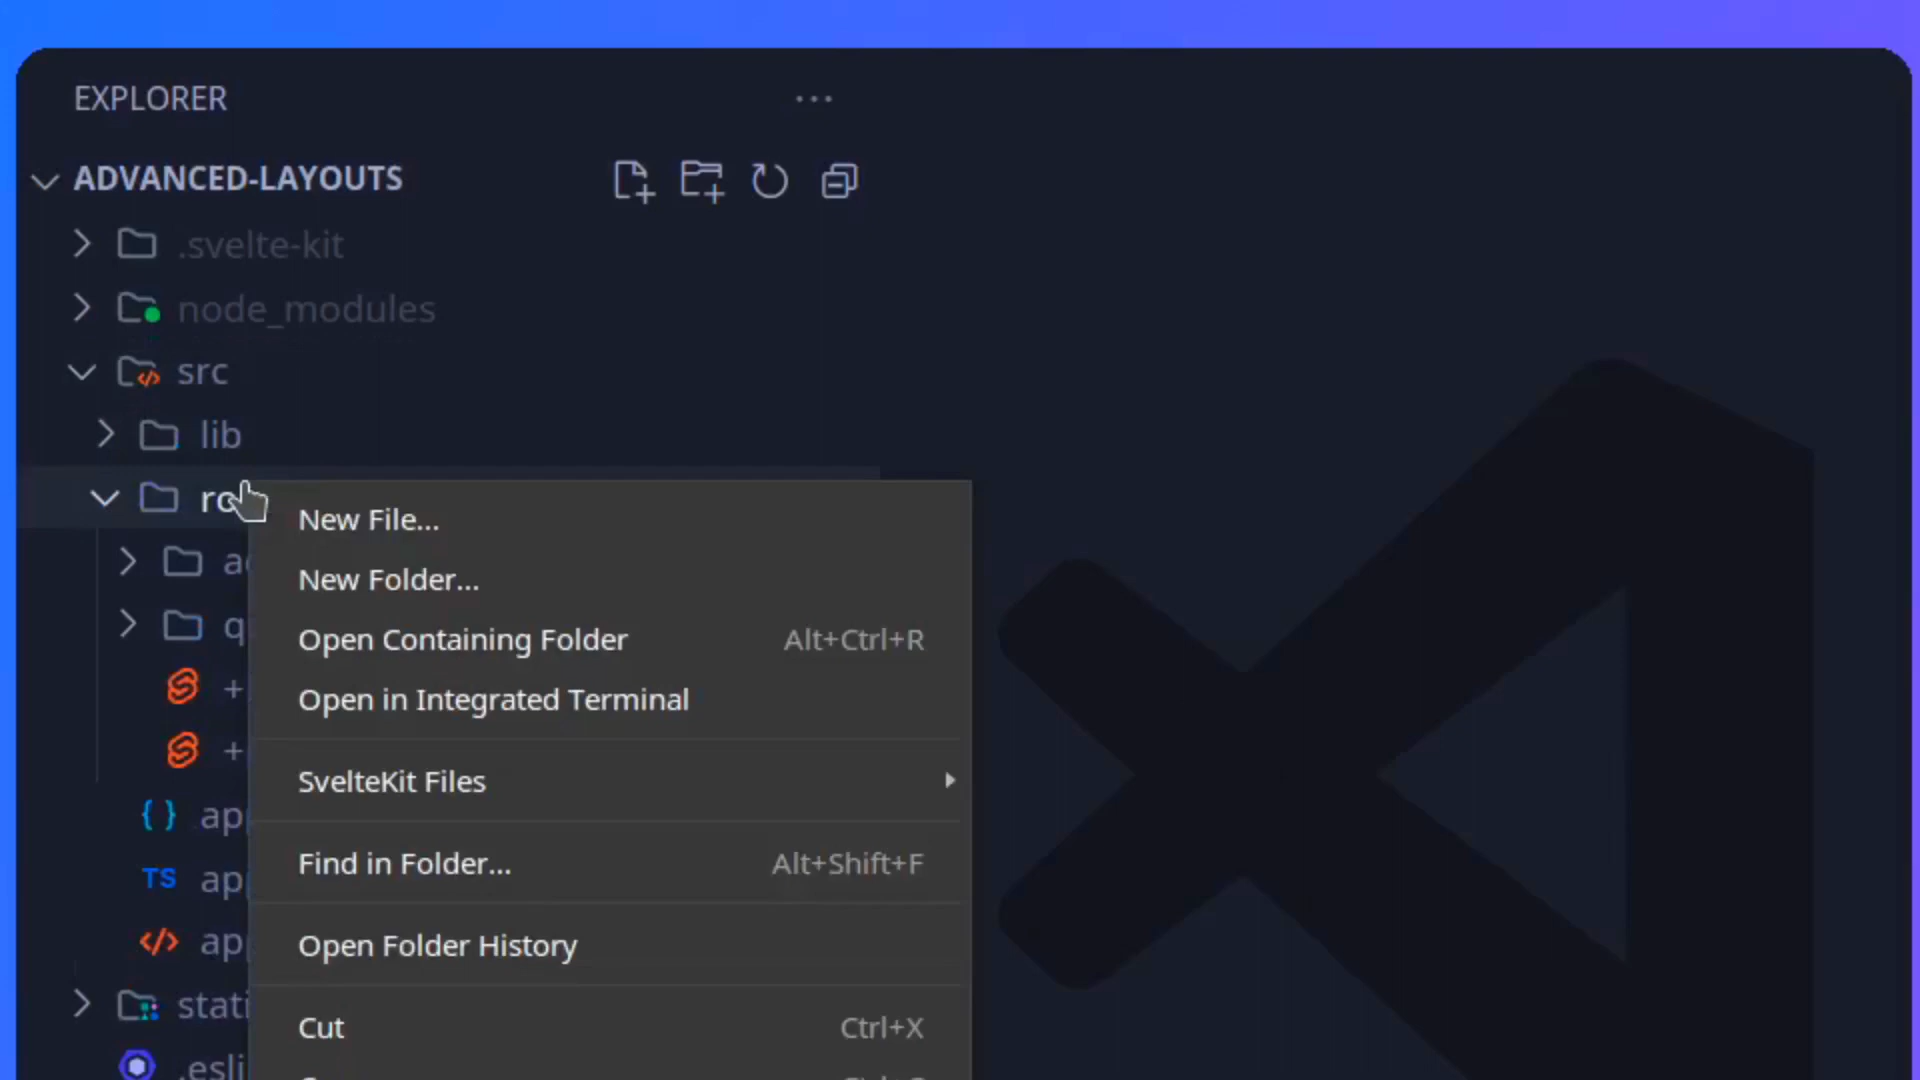 EXPLORER
ADVANCED-LAYOUTS
.svelte-kit
node_modules
src
lib
New File...
New Folder...
Open Containing Folder Alt+Ctrl+R
Open in Integrated Terminal
SvelteKit Files
TS
Find in Folder... Alt+Shift+F
Open Folder History
Cut Ctrl+X